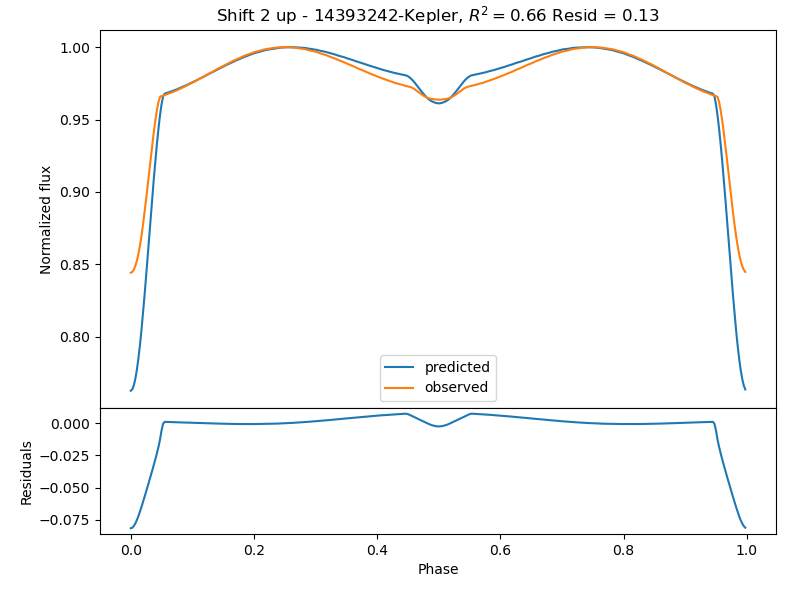 Shift 2 up - 14393242-Kepler, R² = 0.66 Resid = 0.13
1.00
0.95
0.90
0.85
0.80
Normalized flux
predicted
observed
0.000
−0.025
−0.050
−0.075
Residuals
0.0 0.2 0.4 0.6 0.8 1.0
Phase